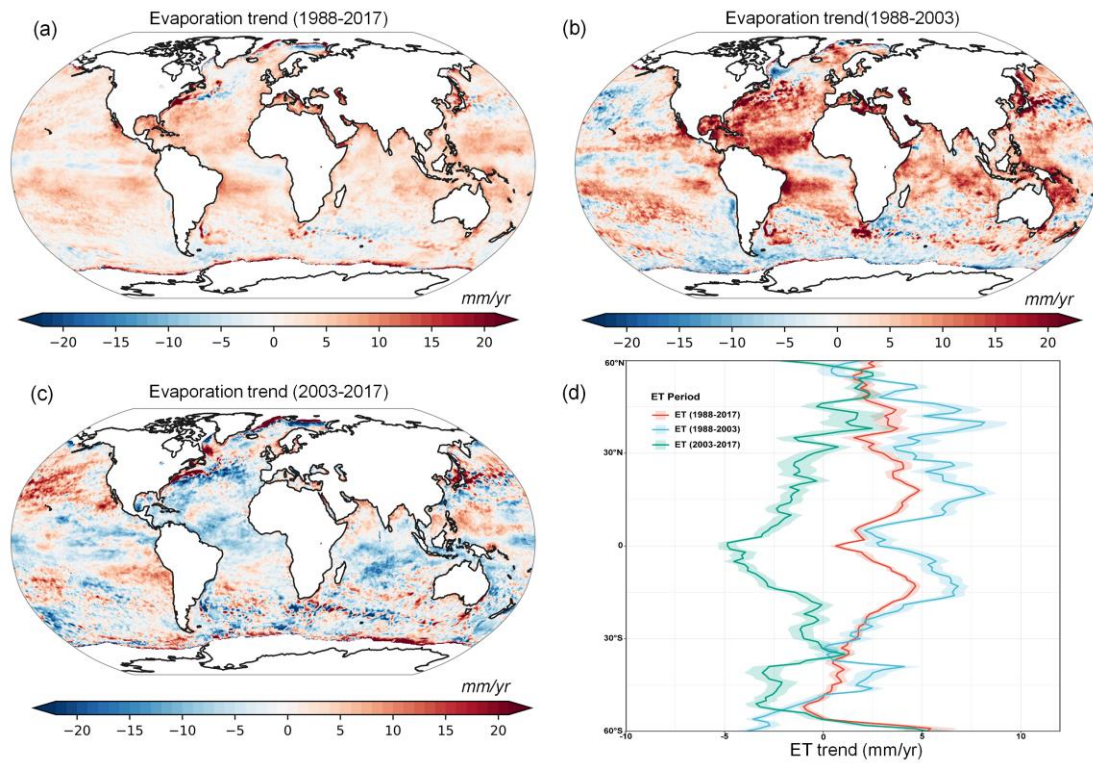 Evaporation trend (1988-2017)
(a)
mm/yr
−20 −15 −10 −5 0 5 10 15 20
Evaporation trend(1988-2003)
(b)
mm/yr
−20 −15 −10 −5 0 5 10 15 20
Evaporation trend (2003-2017)
(c)
mm/yr
−20 −15 −10 −5 0 5 10 15 20
(d)
60°N
30°N
0
30°S
60°S
ET Period
ET (1988-2017)
ET (1988-2003)
ET (2003-2017)
-10 -5 0 5 10
ET trend (mm/yr)